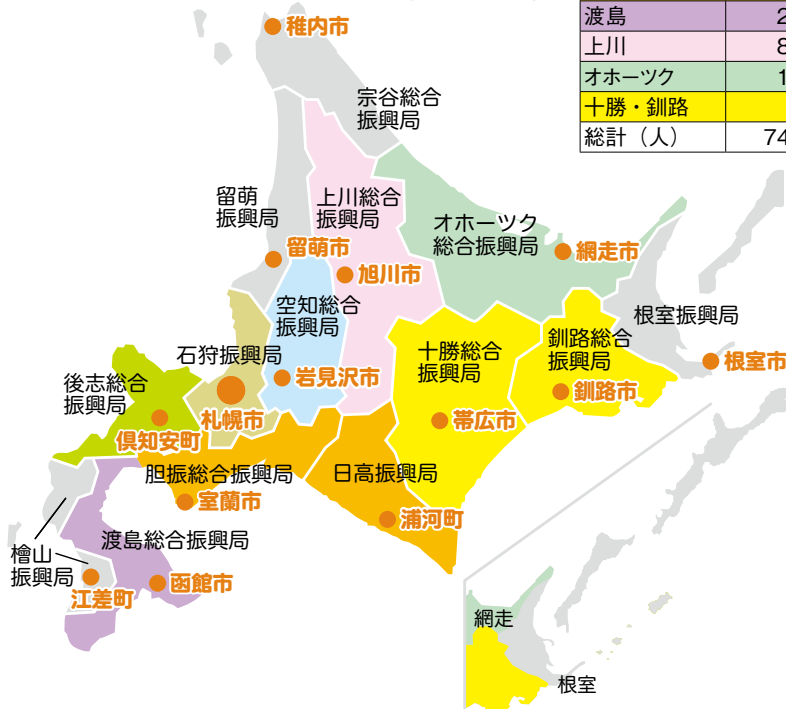 渡島 2
上川 8
オホーツク 1
十勝・釧路
総計（人） 74
稚内市
宗谷総合
振興局
留萌
振興局
上川総合
振興局
オホーツク
総合振興局
網走市
留萌市
旭川市
空知総合
振興局
根室振興局
石狩振興局
十勝総合
振興局
釧路総合
振興局
根室市
後志総合
振興局
岩見沢市
釧路市
札幌市
帯広市
倶知安町
胆振総合振興局
日高振興局
室蘭市
浦河町
渡島総合振興局
檜山
振興局
江差町
函館市
網走
根室